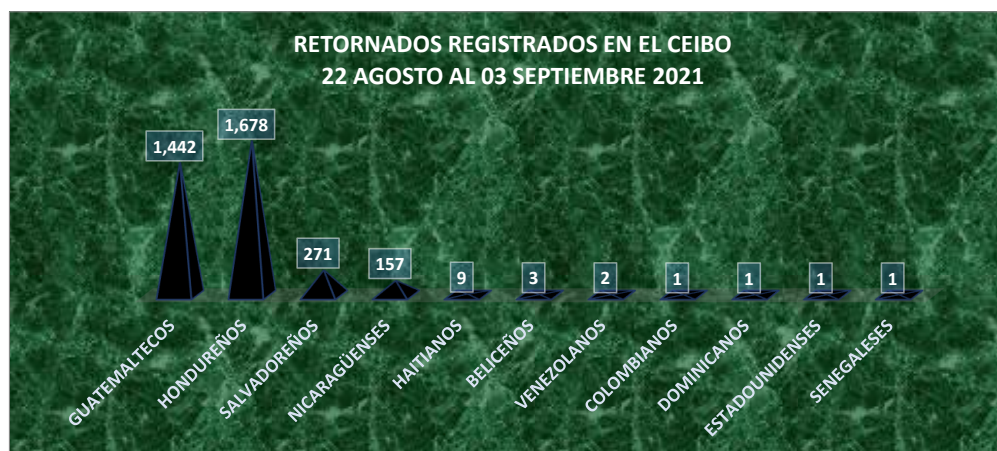 RETORNADOS REGISTRADOS EN EL CEIBO
22 AGOSTO AL 03 SEPTIEMBRE 2021
1,442
1,678
271
157
9
3
2
1
1
1
1
GUATEMALTECOS
HONDUREÑOS
SALVADOREÑOS
NICARAGÜENSES
HAITIANOS
BELICEÑOS
VENEZOLANOS
COLOMBIANOS
DOMINICANOS
ESTADOUNIDENSES
SENEGALESES